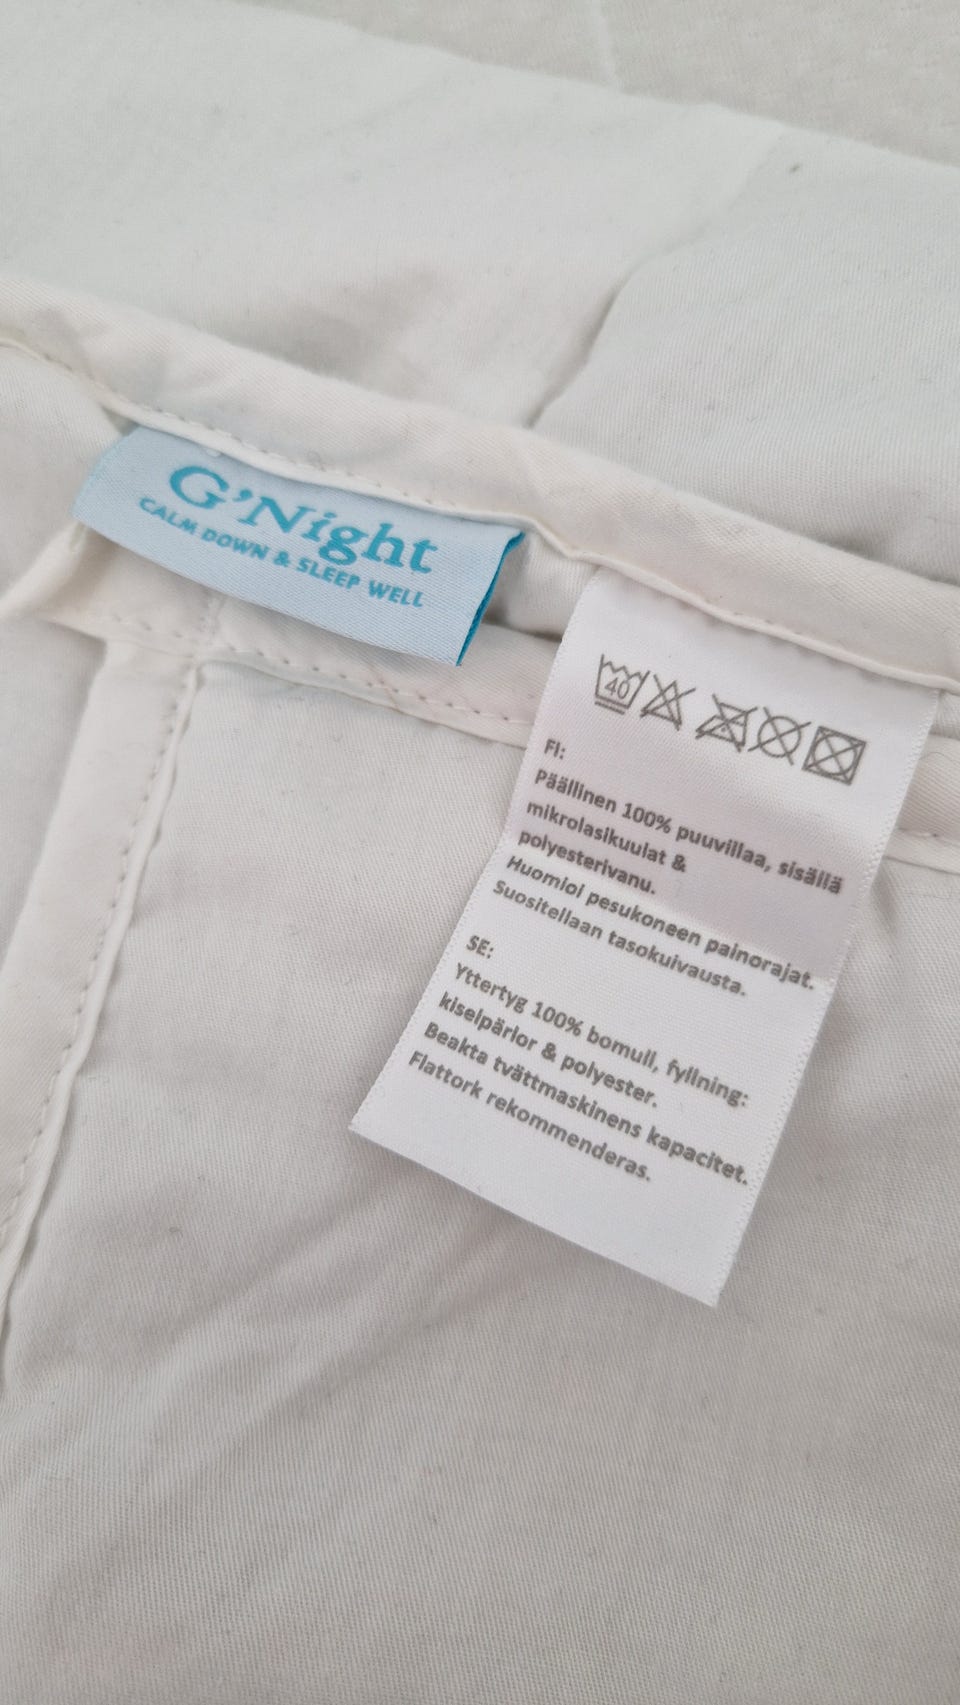 G'Night
CALM DOWN & SLEEP WELL
40
FI:
Päällinen 100% puuvillaa, sisällä
mikrolasikuulat &
polyesterivanu.
Huomioi pesukoneen painorajat.
Suositellaan tasokuivausta.
SE:
Yttertyg 100% bomull, fyllning:
kiselpärlor & polyester.
Beakta tvättmaskinens kapacitet.
Flattork rekommenderas.